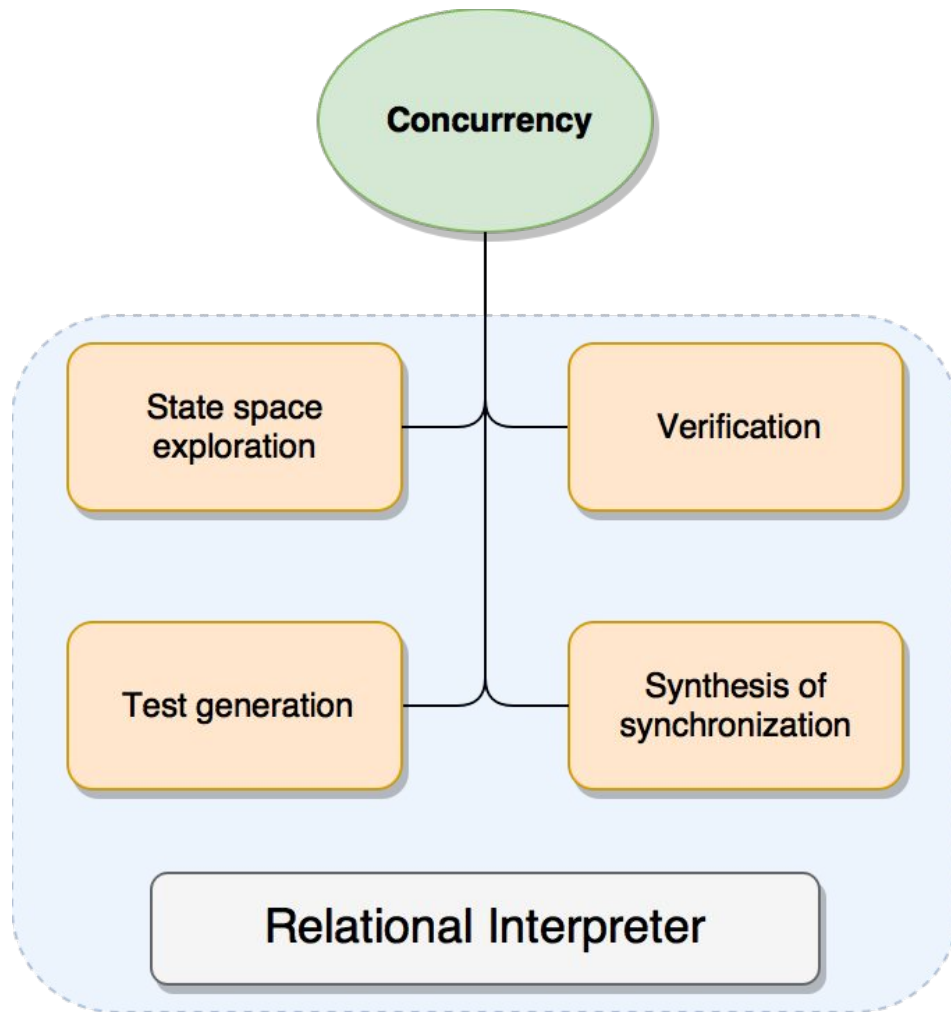 Concurrency
State space
exploration
Verification
Test generation
Synthesis of
synchronization
Relational Interpreter